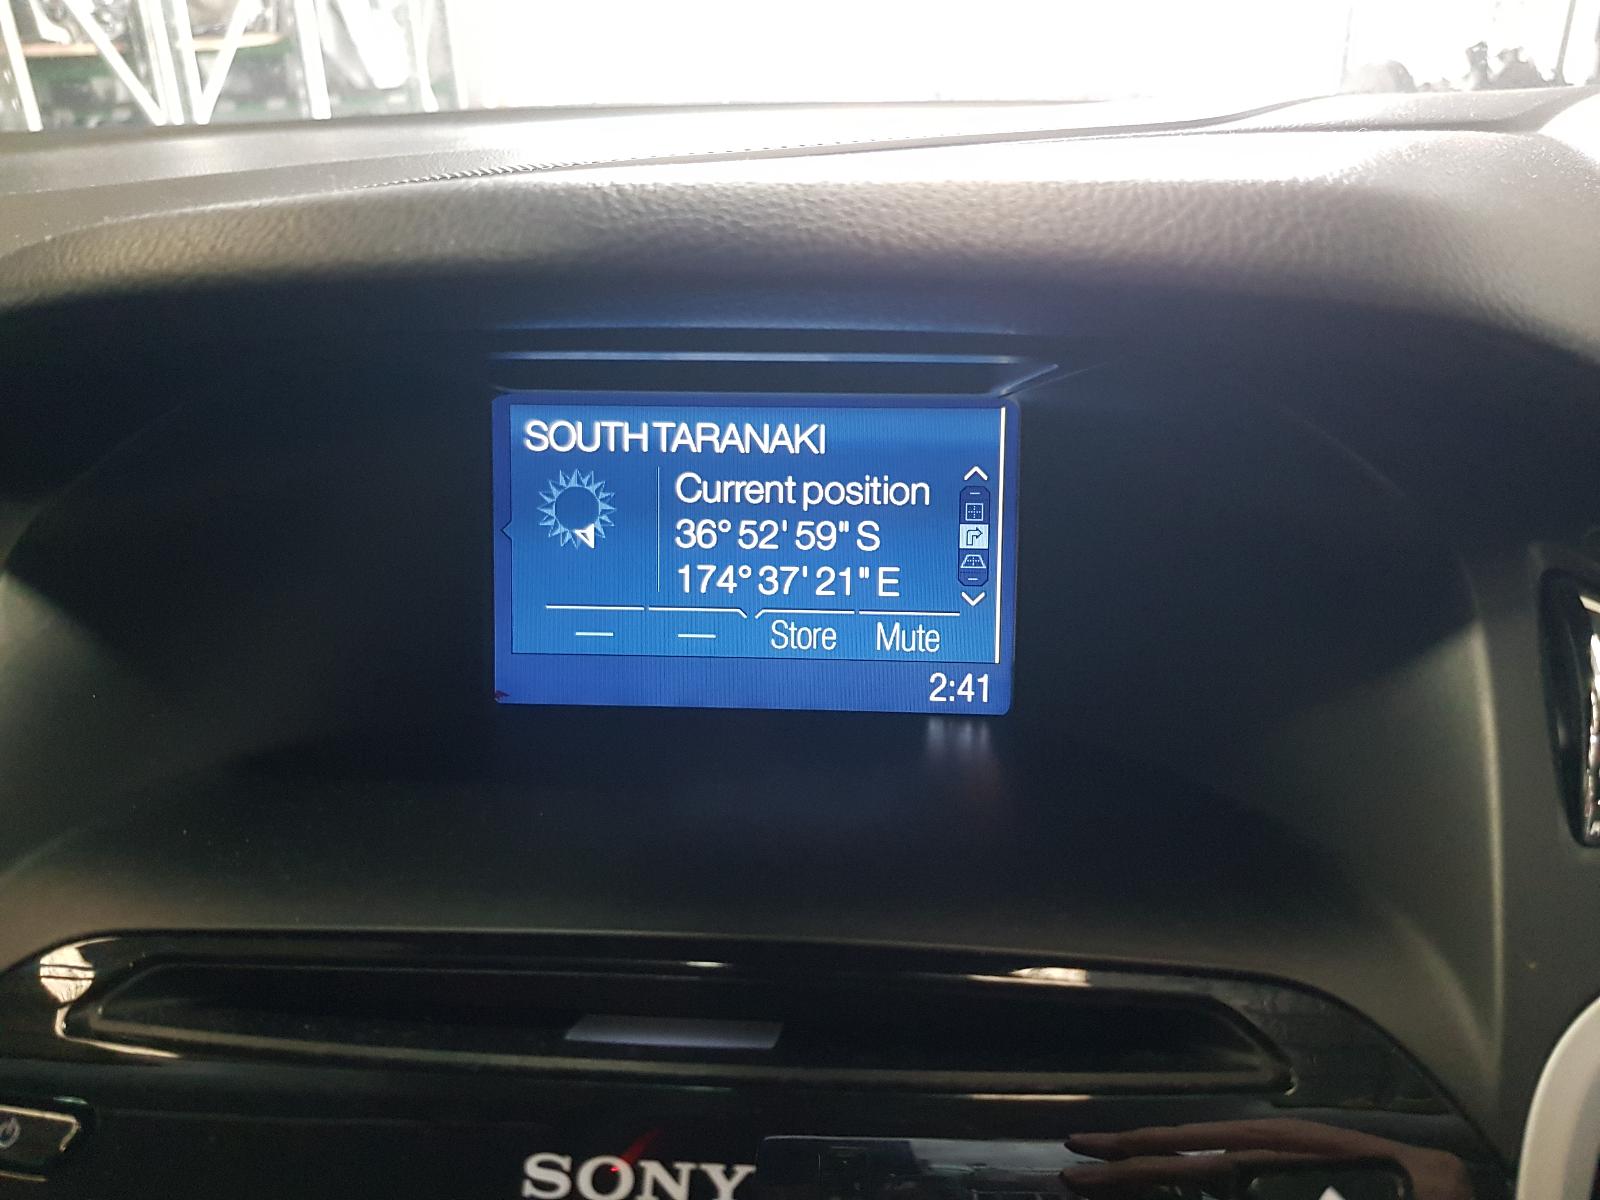 SOUTH TARANAKI
Current position
36° 52' 59" S
174° 37' 21" E
— — Store Mute
2:41
SONY